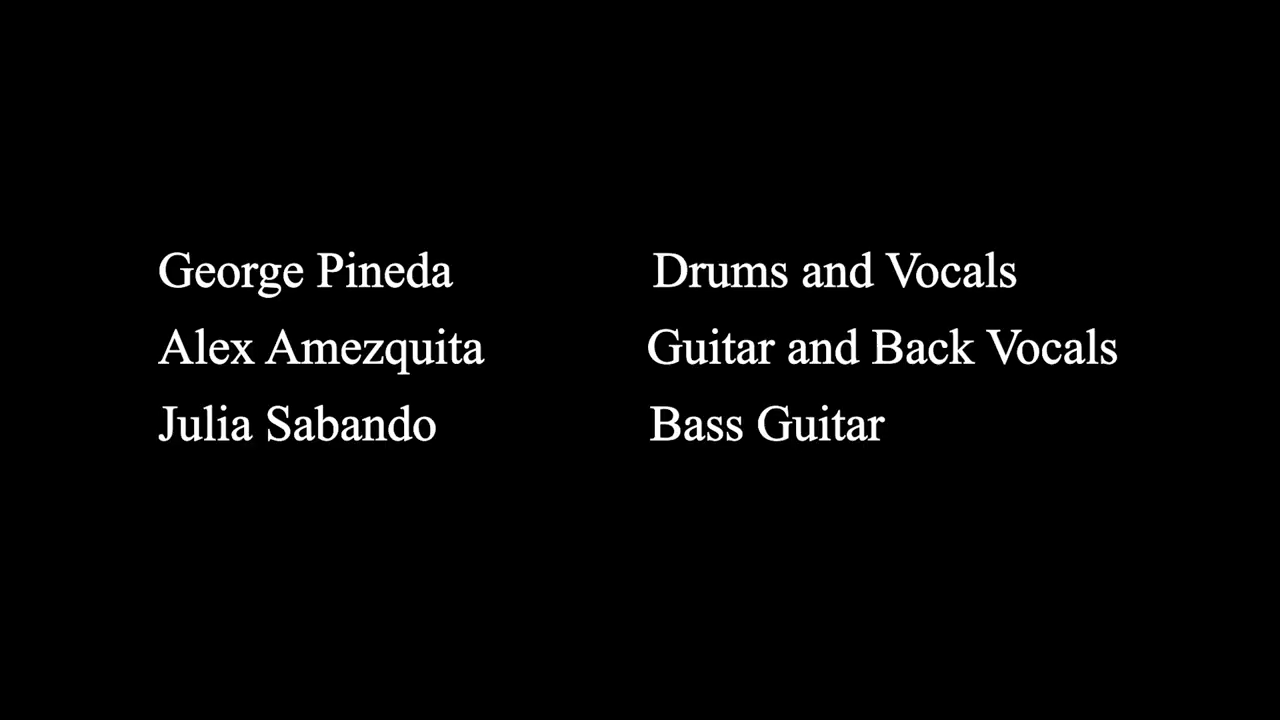 George Pineda Drums and Vocals
Alex Amezquita Guitar and Back Vocals
Julia Sabando Bass Guitar